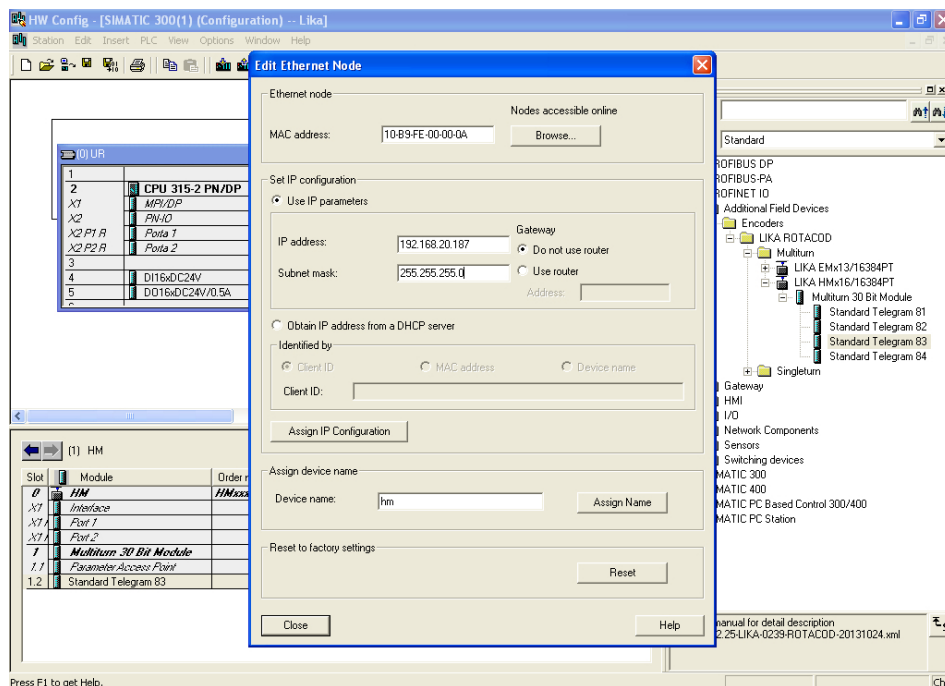 HW Config - [SIMATIC 300(1) (Configuration) -- Lika]
Station Edit Insert PLC View Options Window Help
(0) UR
1
2 CPU 315-2 PN/DP
X1 MPI/DP
X2 PN-IO
X2 P1 R Porta 1
X2 P2 R Porta 2
3
4 DI16xDC24V
5 DO16xDC24V/0.5A
(1) HM
Slot Module Order
0 HM HMxxx
X1 Interface
X1 Port 1
X1 Port 2
1 Multiturn 30 Bit Module
1.1 Parameter Access Point
1.2 Standard Telegram 83
Press F1 to get Help.
Edit Ethernet Node
Ethernet node
Nodes accessible online
MAC address: 10-B9-FE-00-00-0A Browse...
Set IP configuration
Use IP parameters
Gateway
IP address: 192.168.20.187
Do not use router
Subnet mask: 255.255.255.0
Use router
Address:
Obtain IP address from a DHCP server
Identified by
Client ID MAC address Device name
Client ID:
Assign IP Configuration
Assign device name
Device name: hm Assign Name
Reset to factory settings
Reset
Close Help
Standard
ROFIBUS DP
ROFIBUS-PA
ROFINET IO
Additional Field Devices
Encoders
LIKA ROTACOD
Multiturn
LIKA EMx13/16384PT
LIKA HMx16/16384PT
Multiturn 30 Bit Module
Standard Telegram 81
Standard Telegram 82
Standard Telegram 83
Standard Telegram 84
Singleturn
Gateway
HMI
I/O
Network Components
Sensors
Switching devices
MATIC 300
MATIC 400
MATIC PC Based Control 300/400
MATIC PC Station
manual for detail description
2.25-LIKA-0239-ROTACOD-20131024.xml
Ch